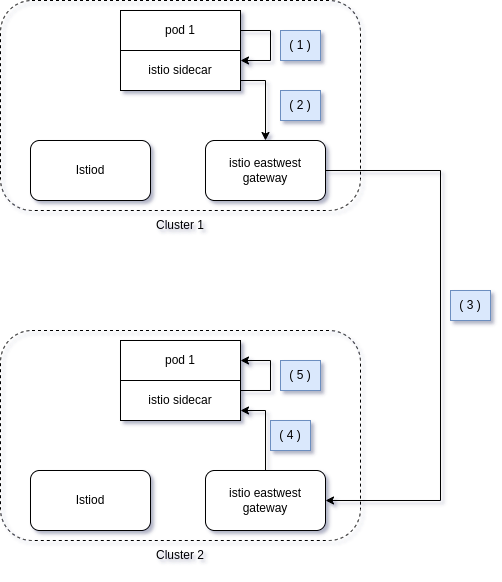 pod 1
( 1 )
istio sidecar
( 2 )
Istiod
istio eastwest
gateway
Cluster 1
( 3 )
pod 1
( 5 )
istio sidecar
( 4 )
Istiod
istio eastwest
gateway
Cluster 2